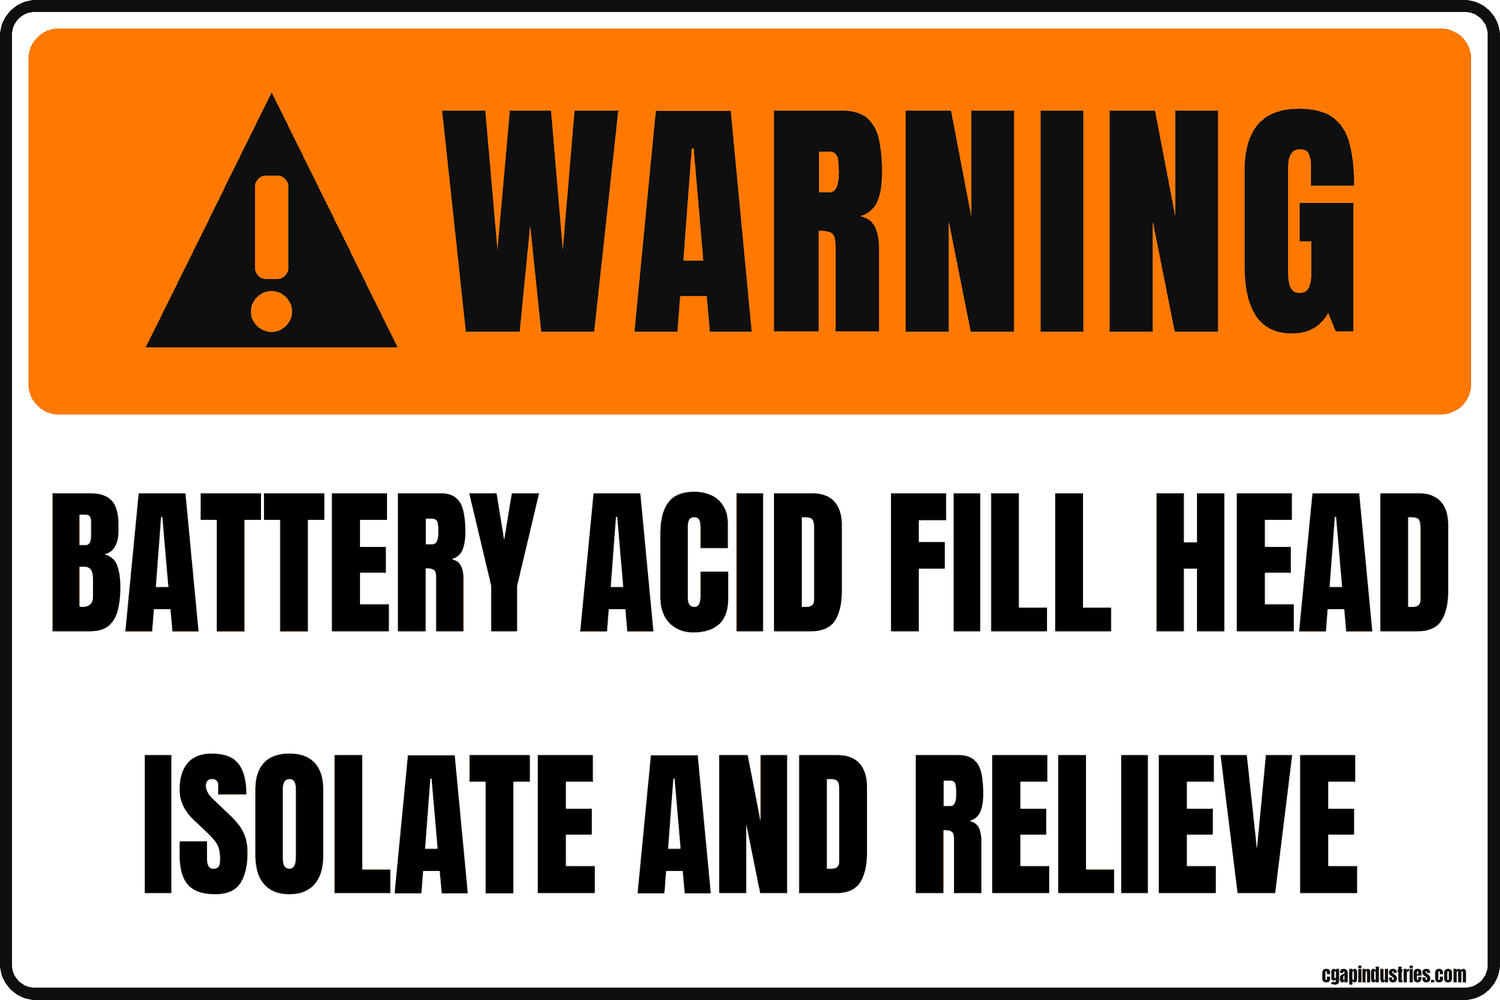 WARNING
BATTERY ACID FILL HEAD
ISOLATE AND RELIEVE
cgapindustries.com